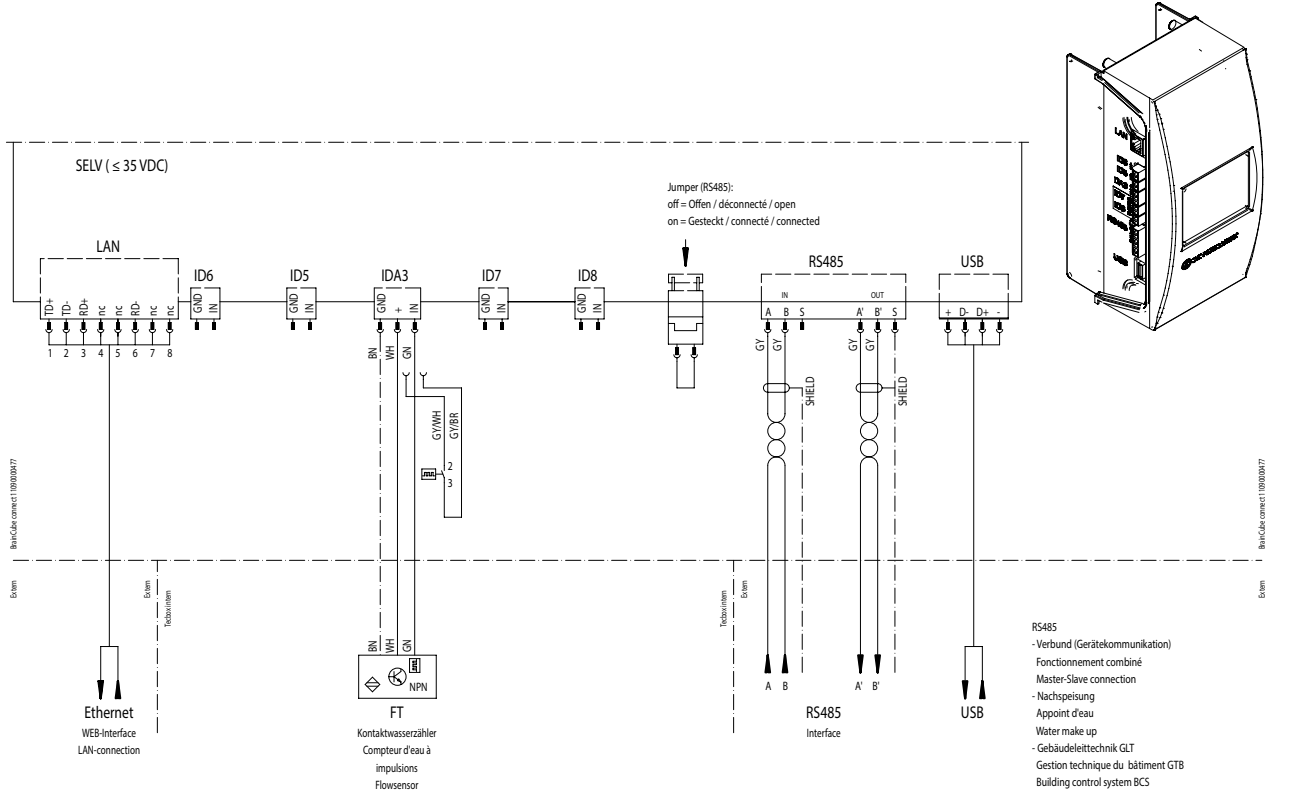 SELV ( ≤ 35 VDC)
Jumper (RS485):
off = Offen / déconnecté / open
on = Gesteckt / connecté / connected
LAN
ID6
ID5
IDA3
ID7
ID8
RS485
USB
TD+ TD- RD+ nc nc RD- nc nc
GND IN
GND IN
GND + IN
GND IN
GND IN
IN OUT
A B S A' B' S
+ D- D+ -
1 2 3 4 5 6 7 8
BN WH GN
GY GY GY GY
SHIELD SHIELD
GY/WH GY/BR
2
3
BrainCube connect 11090000477
BrainCube connect 11090000477
Extern
Extern
Tecbox intern
Tecbox intern
Extern
Extern
BN WH GN
NPN
A B A' B'
Ethernet
WEB-Interface
LAN-connection
FT
Kontaktwasserzähler
Compteur d'eau à
impulsions
Flowsensor
RS485
Interface
USB
RS485
- Verbund (Gerätekommunikation)
Fonctionnement combiné
Master-Slave connection
- Nachspeisung
Appoint d'eau
Water make up
- Gebäudeleittechnik GLT
Gestion technique du bâtiment GTB
Building control system BCS
LAN
USB